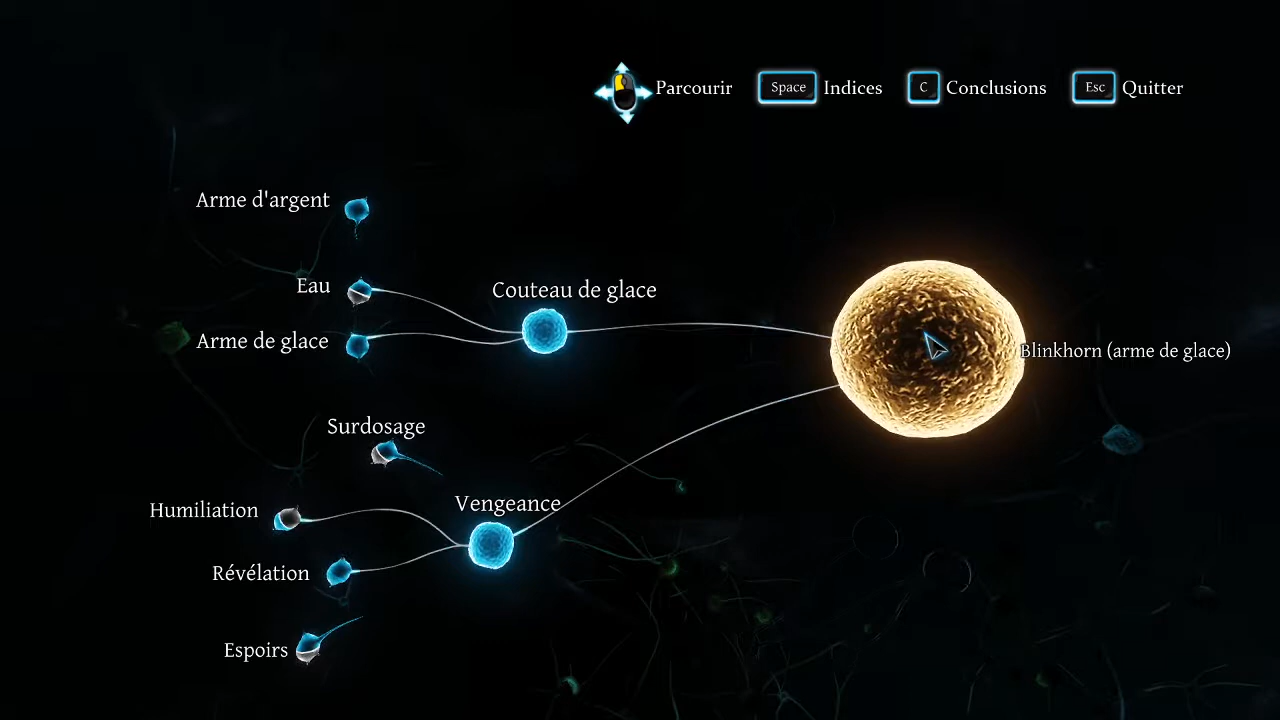 Parcourir
Space Indices
C Conclusions
Esc Quitter
Arme d'argent
Eau
Couteau de glace
Arme de glace
Blinkhorn (arme de glace)
Surdosage
Humiliation
Vengeance
Révélation
Espoirs